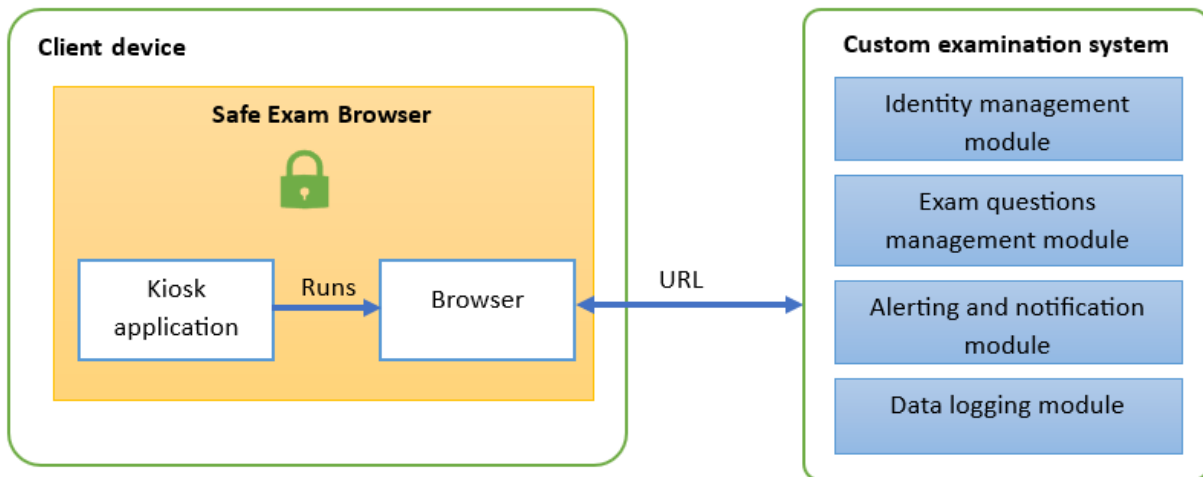 Client device
Safe Exam Browser
Kiosk
application
Runs
Browser
URL
Custom examination system
Identity management
module
Exam questions
management module
Alerting and notification
module
Data logging module